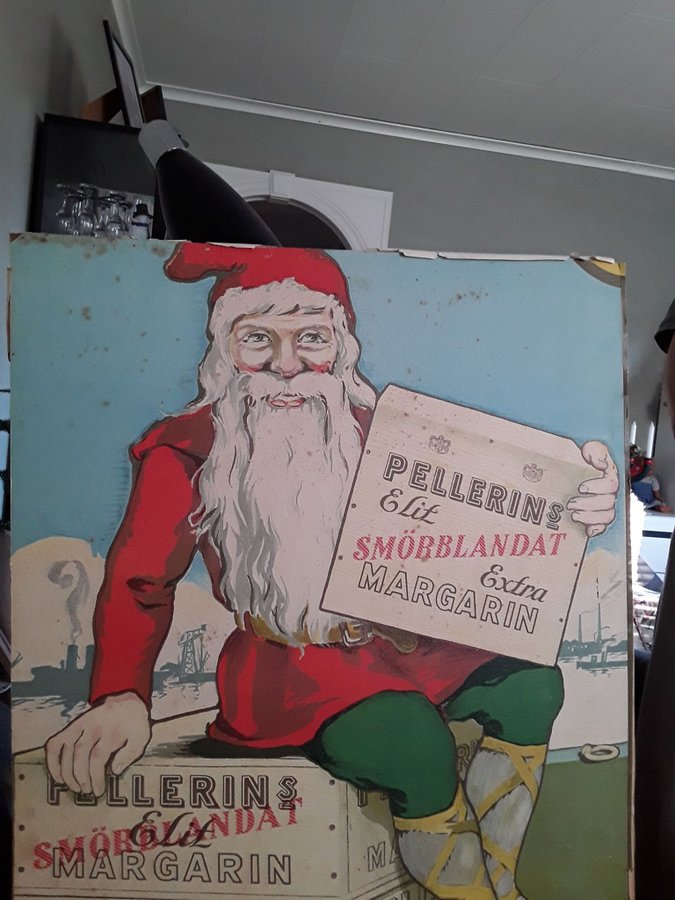 PELLERINS
Elit
SMÖRBLANDAT
Extra
MARGARIN
PELLERINS
SMÖRBLANDAT
Elit
MARGARIN